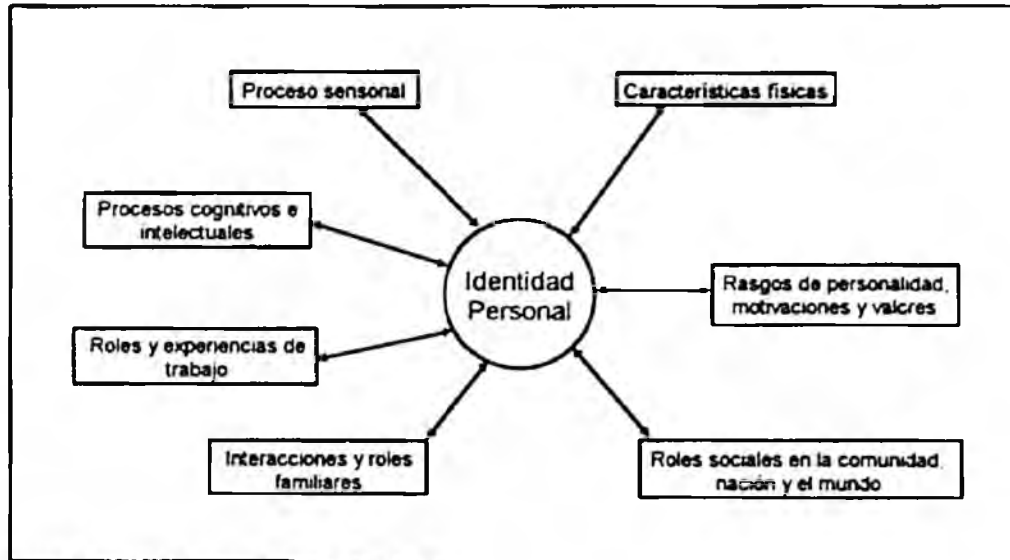 Proceso sensonal
Características físicas
Procesos cognitivos e
intelectuales
Identidad
Personal
Rasgos de personalidad,
motivaciones y valores
Roles y experiencias de
trabajo
Interacciones y roles
familiares
Roles sociales en la comunidad,
nación y el mundo